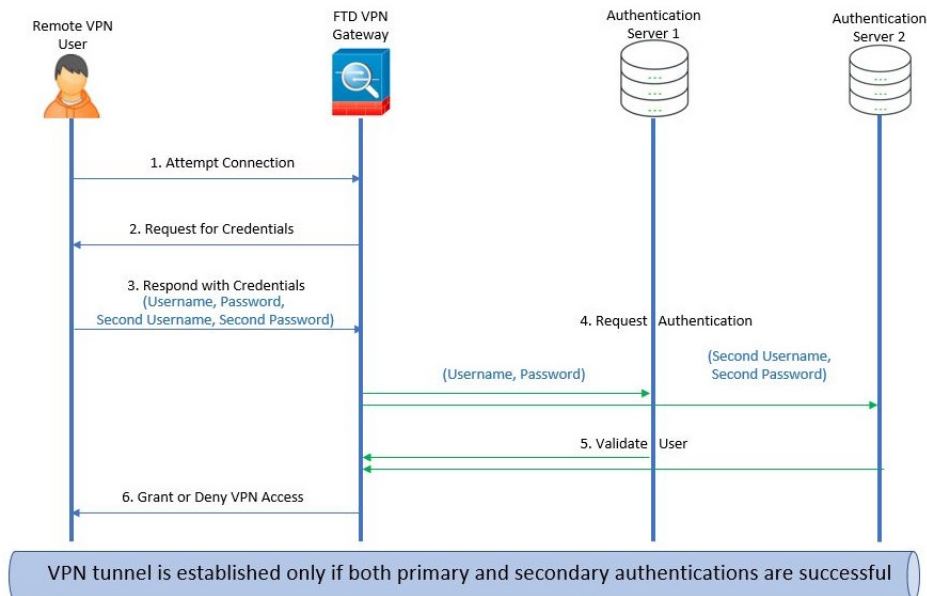 Remote VPN
User
FTD VPN
Gateway
Authentication
Server 1
Authentication
Server 2
1. Attempt Connection
2. Request for Credentials
3. Respond with Credentials
(Username, Password,
Second Username, Second Password)
4. Request Authentication
(Username, Password)
(Second Username,
Second Password)
5. Validate User
6. Grant or Deny VPN Access
VPN tunnel is established only if both primary and secondary authentications are successful